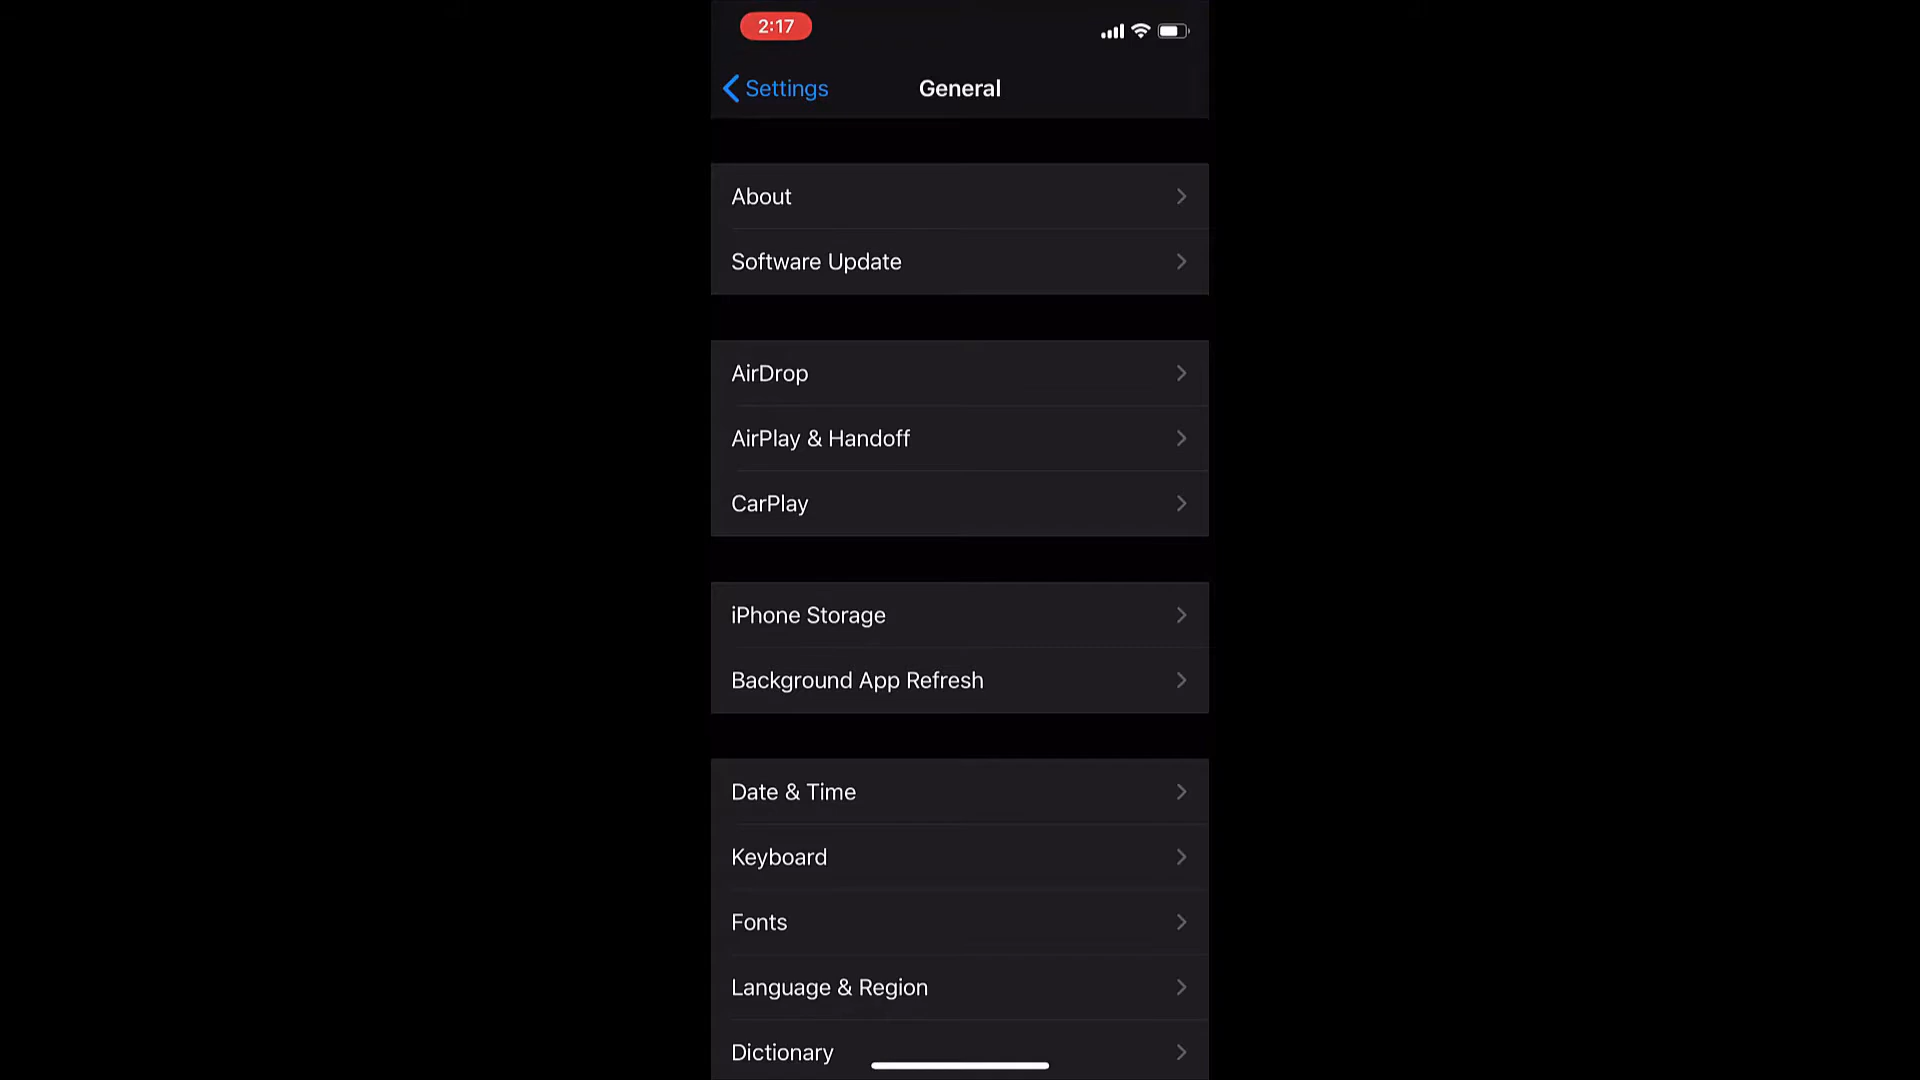 2:17
Settings
General
About
Software Update
AirDrop
AirPlay & Handoff
CarPlay
iPhone Storage
Background App Refresh
Date & Time
Keyboard
Fonts
Language & Region
Dictionary